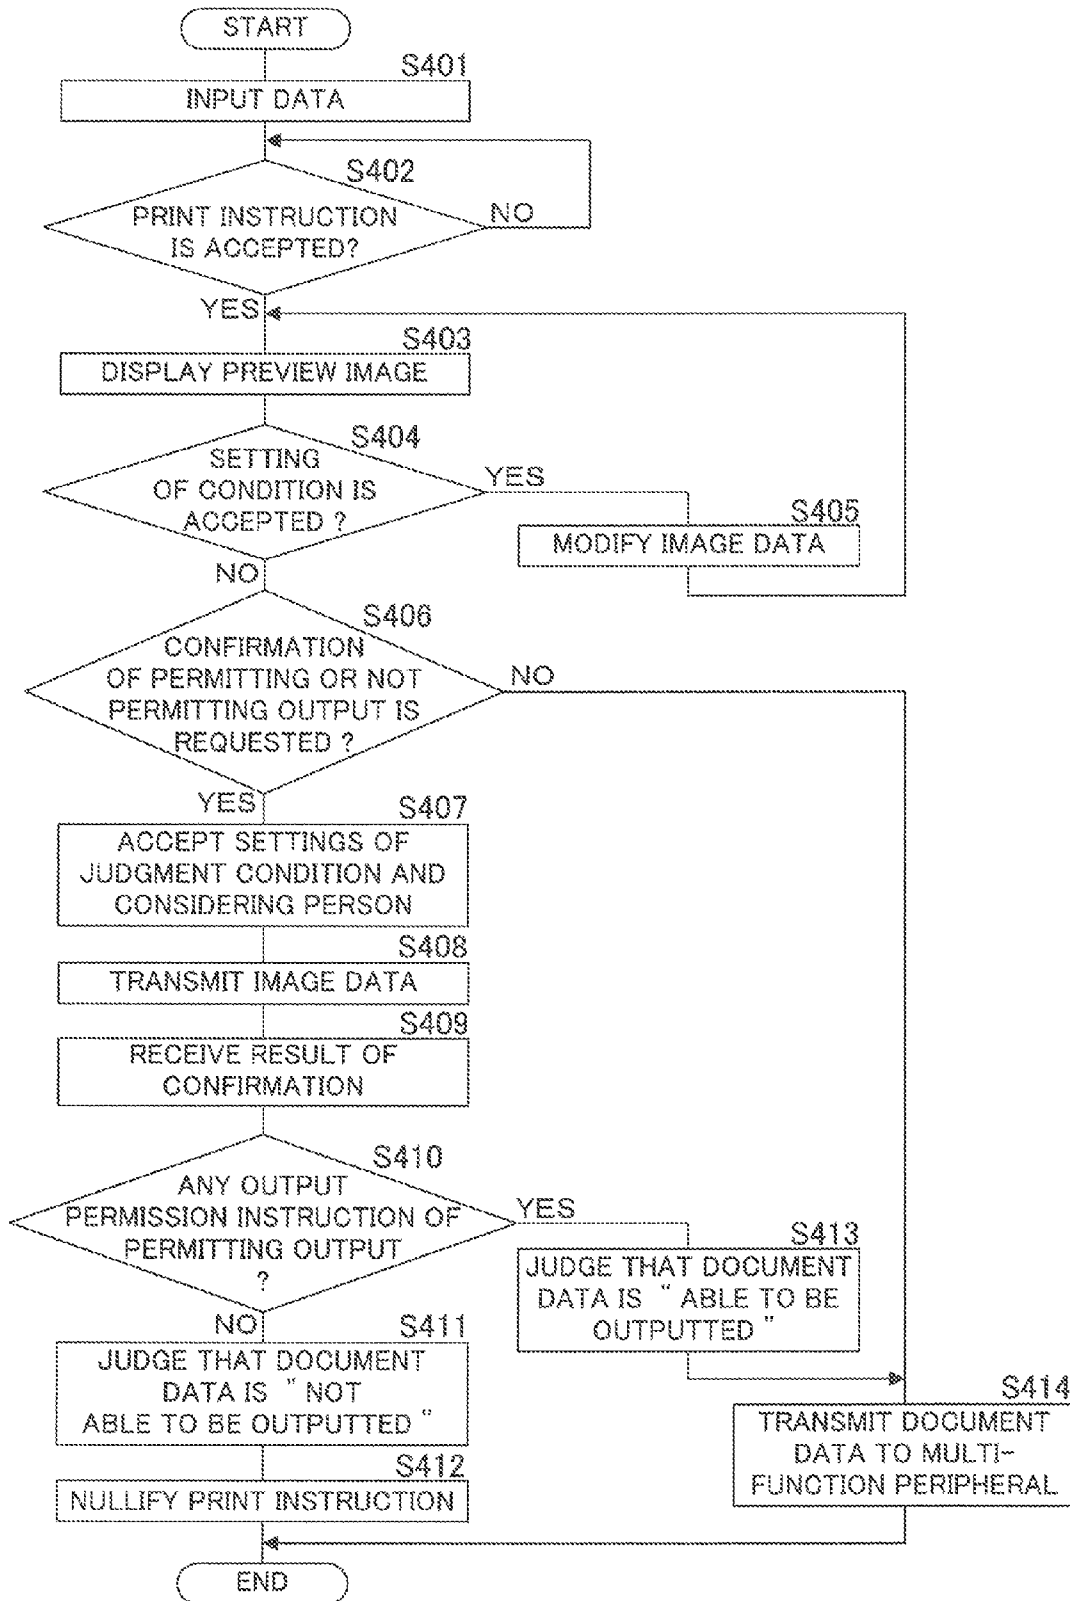 START
S401
INPUT DATA
S402
PRINT INSTRUCTION
IS ACCEPTED?
NO
YES
S403
DISPLAY PREVIEW IMAGE
S404
SETTING
OF CONDITION IS
ACCEPTED ?
YES
S405
MODIFY IMAGE DATA
NO
S406
CONFIRMATION
OF PERMITTING OR NOT
PERMITTING OUTPUT IS
REQUESTED ?
NO
YES
S407
ACCEPT SETTINGS OF
JUDGMENT CONDITION AND
CONSIDERING PERSON
S408
TRANSMIT IMAGE DATA
S409
RECEIVE RESULT OF
CONFIRMATION
S410
ANY OUTPUT
PERMISSION INSTRUCTION OF
PERMITTING OUTPUT
?
YES
S413
JUDGE THAT DOCUMENT
DATA IS " ABLE TO BE
OUTPUTTED "
NO
S411
JUDGE THAT DOCUMENT
DATA IS " NOT
ABLE TO BE OUTPUTTED "
S414
TRANSMIT DOCUMENT
DATA TO MULTI-
FUNCTION PERIPHERAL
S412
NULLIFY PRINT INSTRUCTION
END